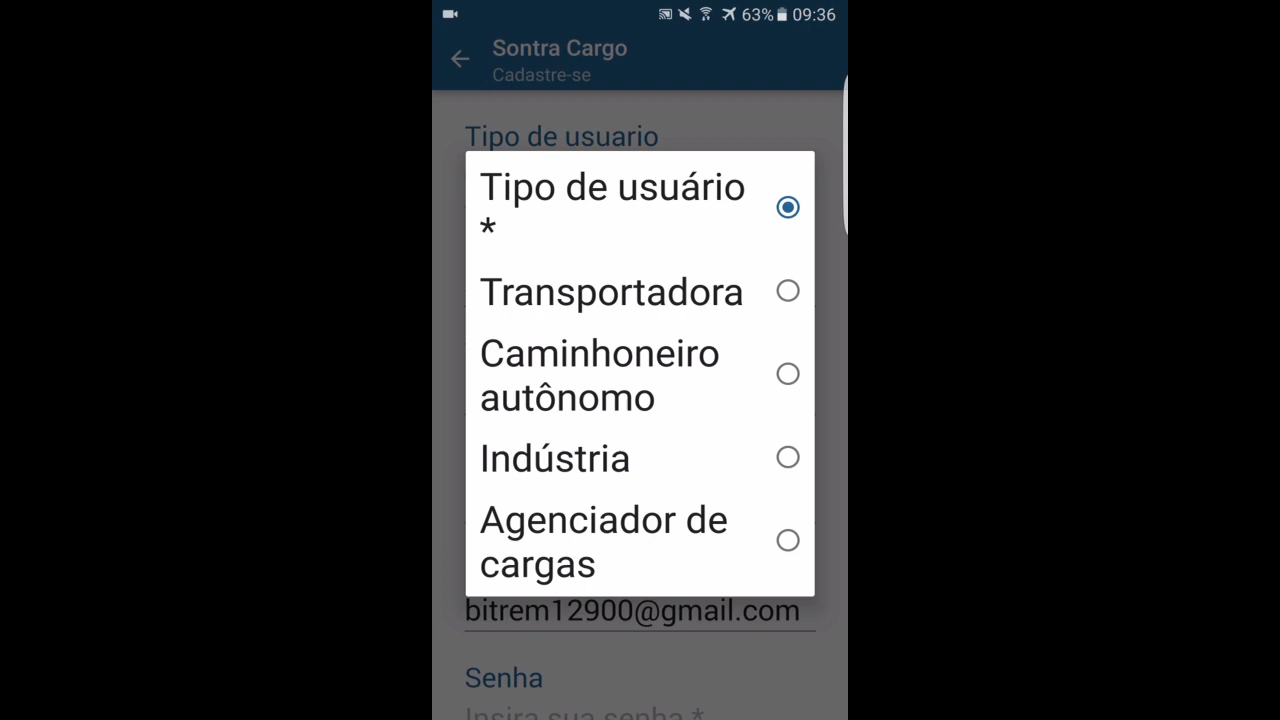 63% 09:36
Sontra Cargo
Cadastre-se
Tipo de usuario
Tipo de usuário
*
Transportadora
Caminhoneiro
autônomo
Indústria
Agenciador de
cargas
bitrem12900@gmail.com
Senha
Insira sua senha *